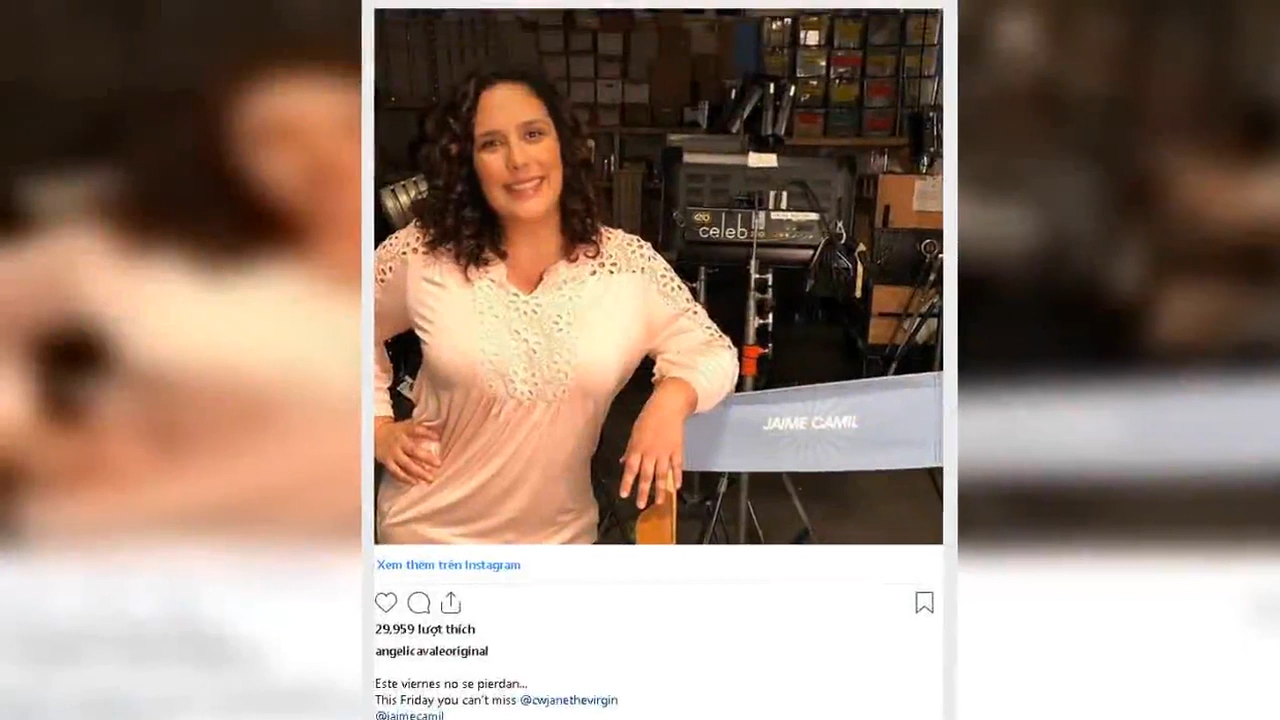 celeb
JAIME CAMIL
Xem thêm trên Instagram
29,959 lượt thích
angelicavaleoriginal
Este viernes no se pierdan...
This Friday you can't miss @cwjanethevirgin
@jaimecamil